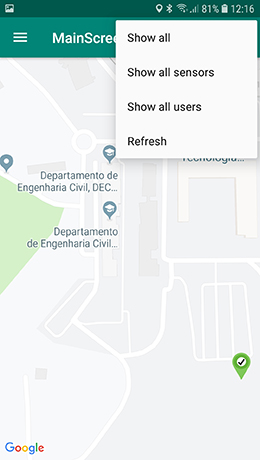 81% 12:16
MainScree
Show all
Show all sensors
Show all users
Refresh
Tecnologia...
Departamento de
Engenharia Civil, DEC...
Departamento
de Engenharia Civil...
Google